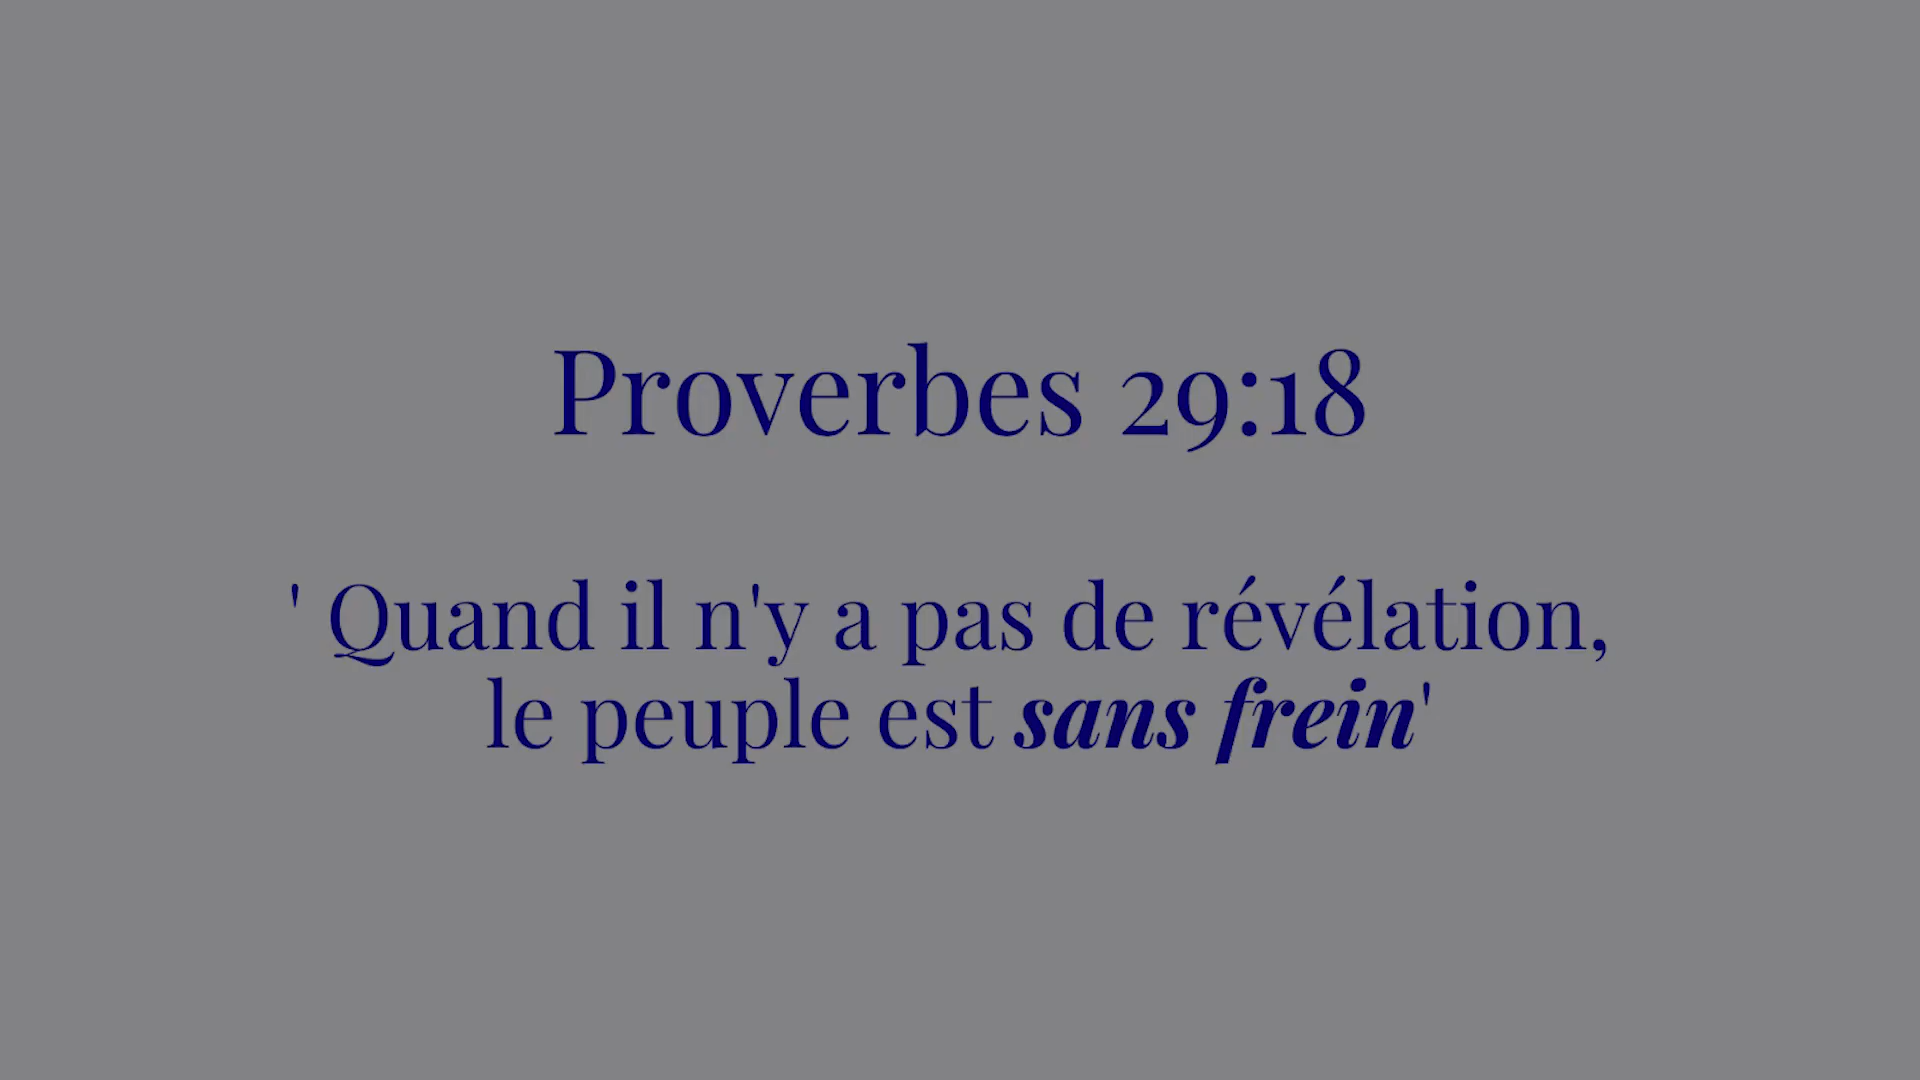 Proverbes 29:18
' Quand il n'y a pas de révélation,
le peuple est sans frein'